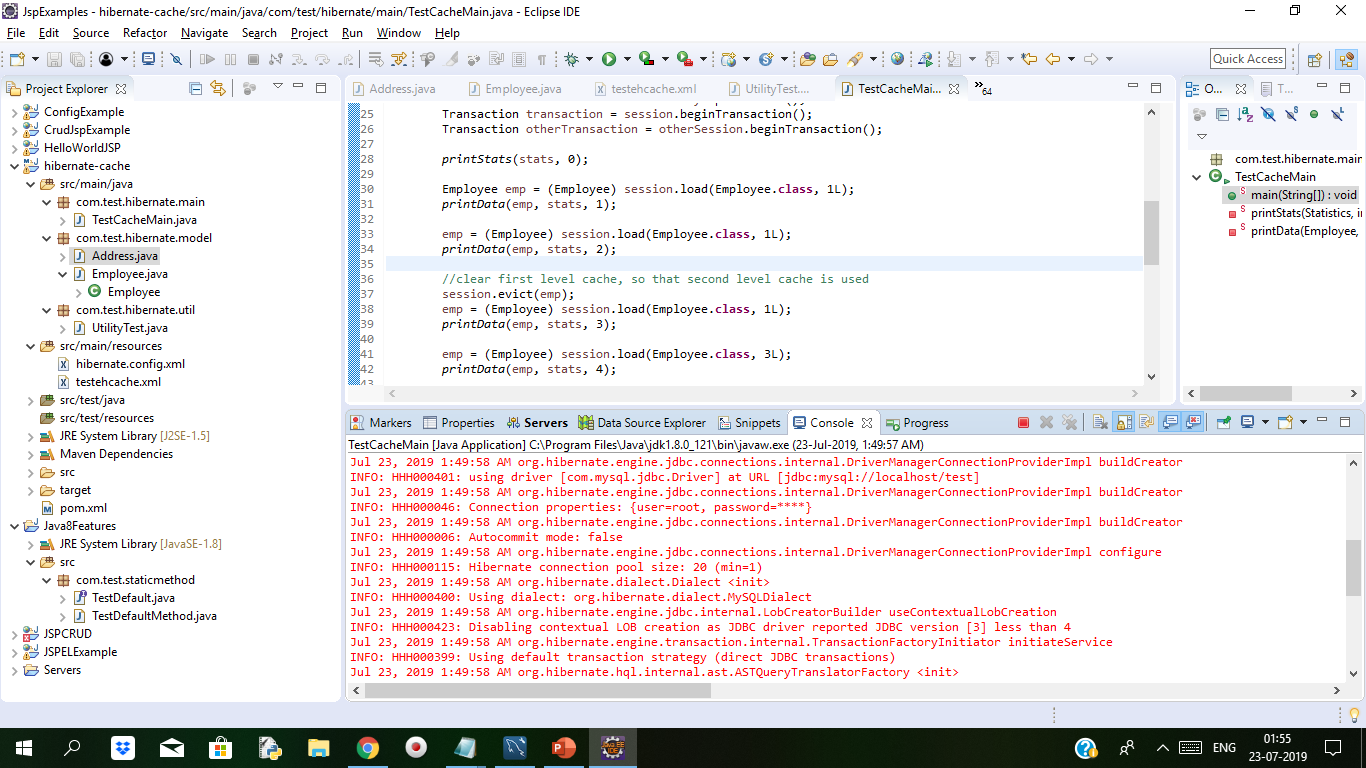 JspExamples - hibernate-cache/src/main/java/com/test/hibernate/main/TestCacheMain.java - Eclipse IDE
File Edit Source Refactor Navigate Search Project Run Window Help
Quick Access
Project Explorer
ConfigExample
CrudJspExample
HelloWorldJSP
hibernate-cache
src/main/java
com.test.hibernate.main
TestCacheMain.java
com.test.hibernate.model
Address.java
Employee.java
Employee
com.test.hibernate.util
UtilityTest.java
src/main/resources
hibernate.config.xml
testehcache.xml
src/test/java
src/test/resources
JRE System Library [J2SE-1.5]
Maven Dependencies
src
target
pom.xml
Java8Features
JRE System Library [JavaSE-1.8]
src
com.test.staticmethod
TestDefault.java
TestDefaultMethod.java
JSPCRUD
JSPELExample
Servers
Address.java Employee.java testehcache.xml UtilityTest.... TestCacheMai... 64
25 Transaction transaction = session.beginTransaction();
26 Transaction otherTransaction = otherSession.beginTransaction();
27
28 printStats(stats, 0);
29
30 Employee emp = (Employee) session.load(Employee.class, 1L);
31 printData(emp, stats, 1);
32
33 emp = (Employee) session.load(Employee.class, 1L);
34 printData(emp, stats, 2);
35
36 //clear first level cache, so that second level cache is used
37 session.evict(emp);
38 emp = (Employee) session.load(Employee.class, 1L);
39 printData(emp, stats, 3);
40
41 emp = (Employee) session.load(Employee.class, 3L);
42 printData(emp, stats, 4);
43
O... T...
com.test.hibernate.main
TestCacheMain
main(String[]) : void
printStats(Statistics, in
printData(Employee,
Markers Properties Servers Data Source Explorer Snippets Console Progress
TestCacheMain [Java Application] C:\Program Files\Java\jdk1.8.0_121\bin\javaw.exe (23-Jul-2019, 1:49:57 AM)
Jul 23, 2019 1:49:58 AM org.hibernate.engine.jdbc.connections.internal.DriverManagerConnectionProviderImpl buildCreator
INFO: HHH000401: using driver [com.mysql.jdbc.Driver] at URL [jdbc:mysql://localhost/test]
Jul 23, 2019 1:49:58 AM org.hibernate.engine.jdbc.connections.internal.DriverManagerConnectionProviderImpl buildCreator
INFO: HHH000046: Connection properties: {user=root, password=****}
Jul 23, 2019 1:49:58 AM org.hibernate.engine.jdbc.connections.internal.DriverManagerConnectionProviderImpl buildCreator
INFO: HHH000006: Autocommit mode: false
Jul 23, 2019 1:49:58 AM org.hibernate.engine.jdbc.connections.internal.DriverManagerConnectionProviderImpl configure
INFO: HHH000115: Hibernate connection pool size: 20 (min=1)
Jul 23, 2019 1:49:58 AM org.hibernate.dialect.Dialect <init>
INFO: HHH000400: Using dialect: org.hibernate.dialect.MySQLDialect
Jul 23, 2019 1:49:58 AM org.hibernate.engine.jdbc.internal.LobCreatorBuilder useContextualLobCreation
INFO: HHH000423: Disabling contextual LOB creation as JDBC driver reported JDBC version [3] less than 4
Jul 23, 2019 1:49:58 AM org.hibernate.engine.transaction.internal.TransactionFactoryInitiator initiateService
INFO: HHH000399: Using default transaction strategy (direct JDBC transactions)
Jul 23, 2019 1:49:58 AM org.hibernate.hql.internal.ast.ASTQueryTranslatorFactory <init>
ENG
01:55
23-07-2019